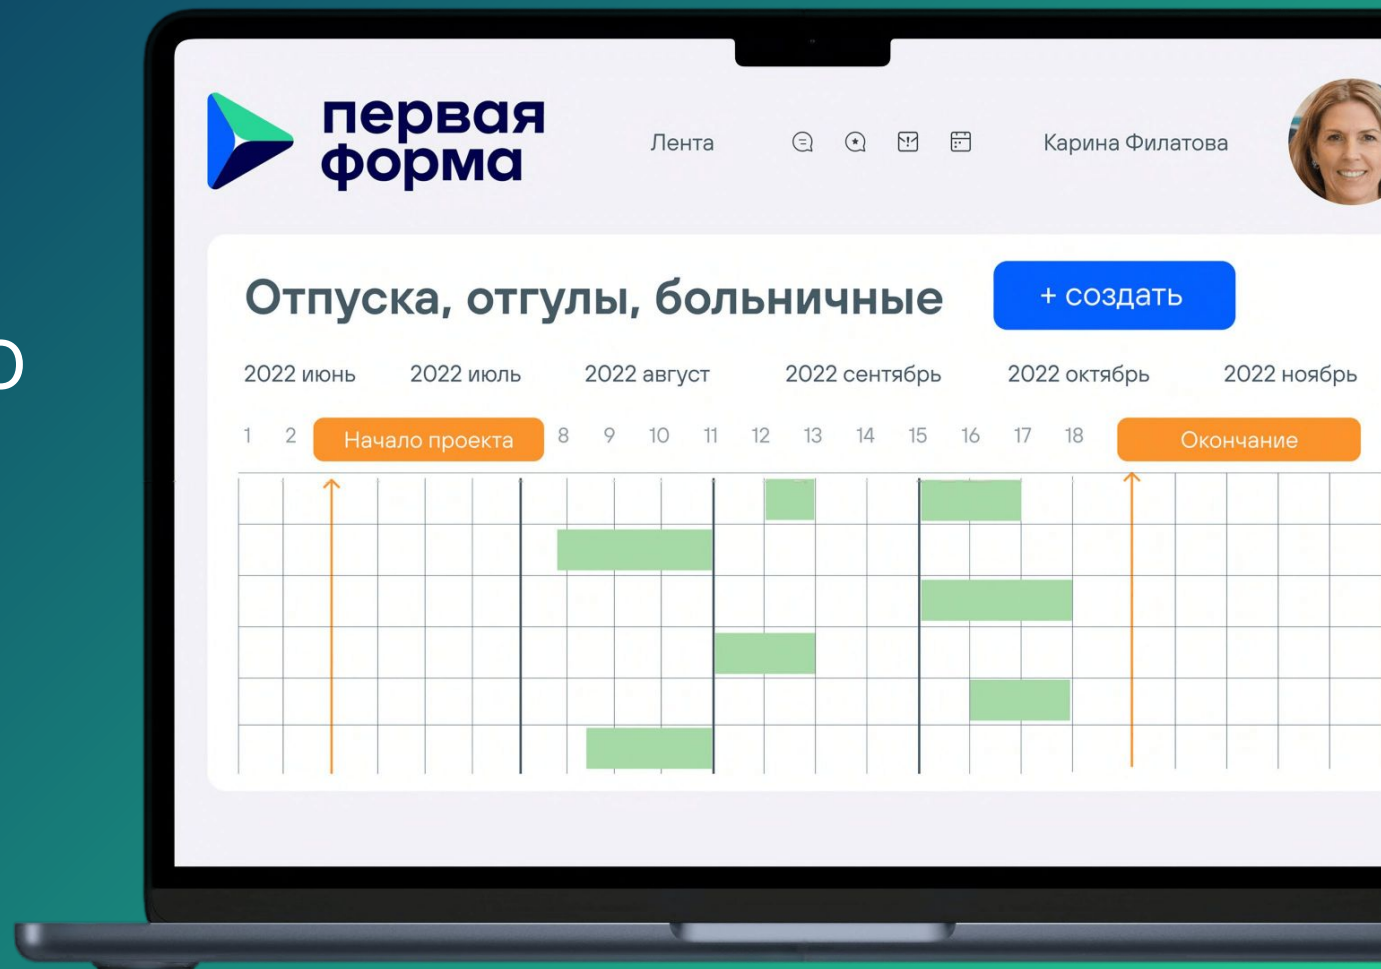 первая
форма
Лента
Карина Филатова
Отпуска, отгулы, больничные
+ создать
2022 июнь 2022 июль 2022 август 2022 сентябрь 2022 октябрь 2022 ноябрь
1 2 Начало проекта 8 9 10 11 12 13 14 15 16 17 18 Окончание